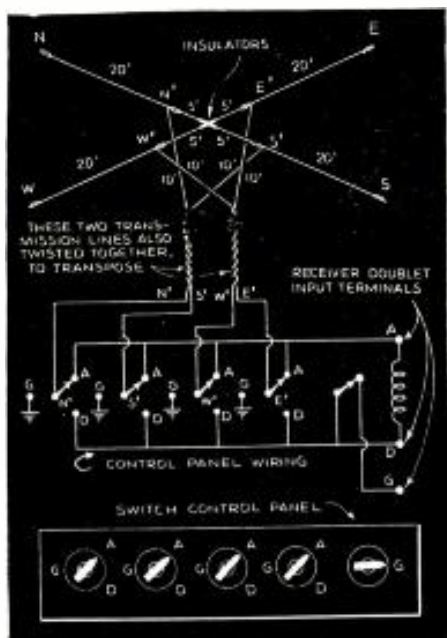 N
E
INSULATORS
20'
20'
N"
E"
5' 5'
W"
5' 5'
S"
20'
10' 10'
20'
10' 10'
W
S
THESE TWO TRANS-
MISSION LINES ALSO
TWISTED TOGETHER,
TO TRANSPOSE
RECEIVER DOUBLET
INPUT TERMINALS
N" S' W" E'
A
A A A A
G G G G
N" S' W" E'
D D D D
D
CONTROL PANEL WIRING
G
SWITCH CONTROL PANEL
A A A A
G G G G G
D D D D